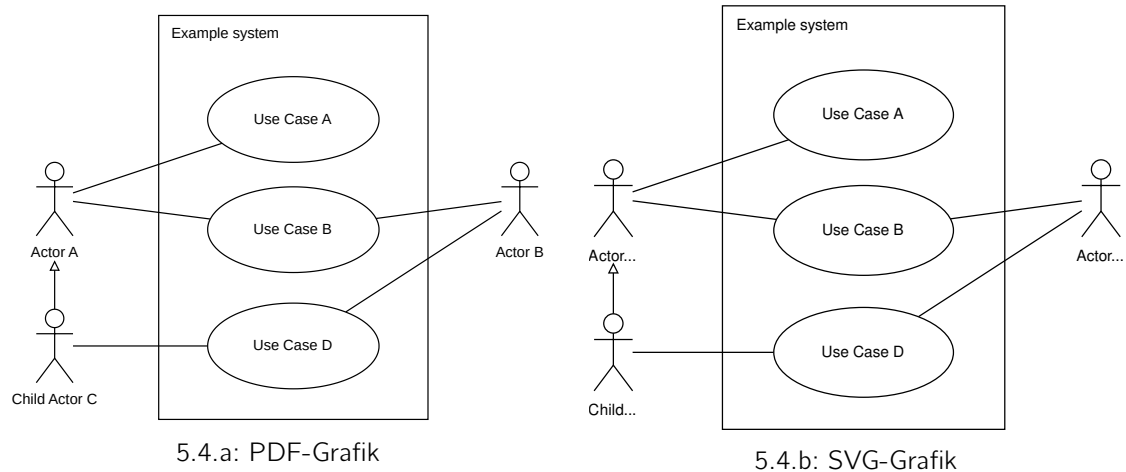 Example system
Use Case A
Use Case B
Actor A
Actor B
Use Case D
Child Actor C
5.4.a: PDF-Grafik
Example system
Use Case A
Use Case B
Actor...
Actor...
Use Case D
Child...
5.4.b: SVG-Grafik